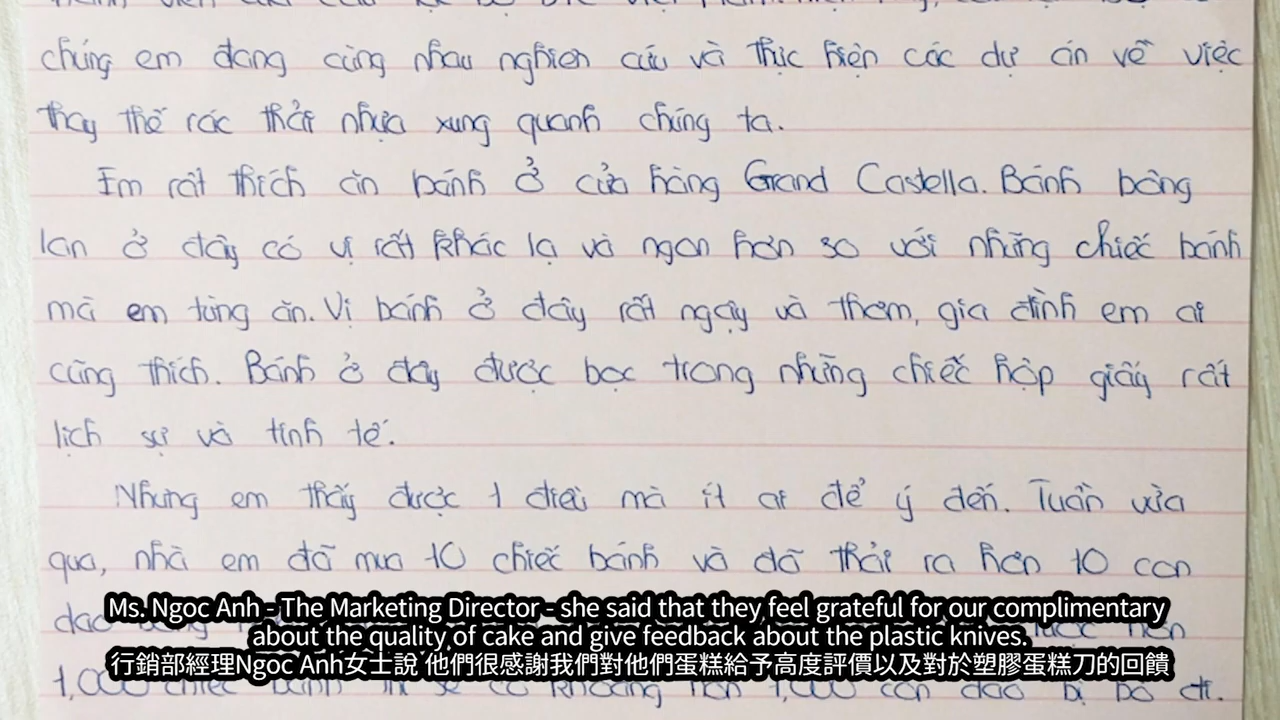 chúng em đang cùng nhau nghiên cứu và thực hiện các dự án về việc
thay thế rác thải nhựa xung quanh chúng ta.
Em rất thích ăn bánh ở cửa hàng Grand Castella. Bánh bông
lan ở đây có vị rất khác lạ và ngon hơn so với những chiếc bánh
mà em từng ăn. Vị bánh ở đây rất ngậy và thơm, gia đình em ai
cũng thích. Bánh ở đây được bọc trong những chiếc hộp giấy rất
lịch sự và tinh tế.
Nhưng em thấy được 1 điều mà ít ai để ý đến. Tuần vừa
qua, nhà em đã mua 10 chiếc bánh và đã thải ra hơn 10 con
dao
1,000 chiếc bánh thì sẽ có khoảng hơn 1,000 con dao bị bỏ đi.
Ms. Ngoc Anh - The Marketing Director - she said that they feel grateful for our complimentary
about the quality of cake and give feedback about the plastic knives.
行銷部經理Ngoc Anh女士說 他們很感謝我們對他們蛋糕給予高度評價以及對於塑膠蛋糕刀的回饋